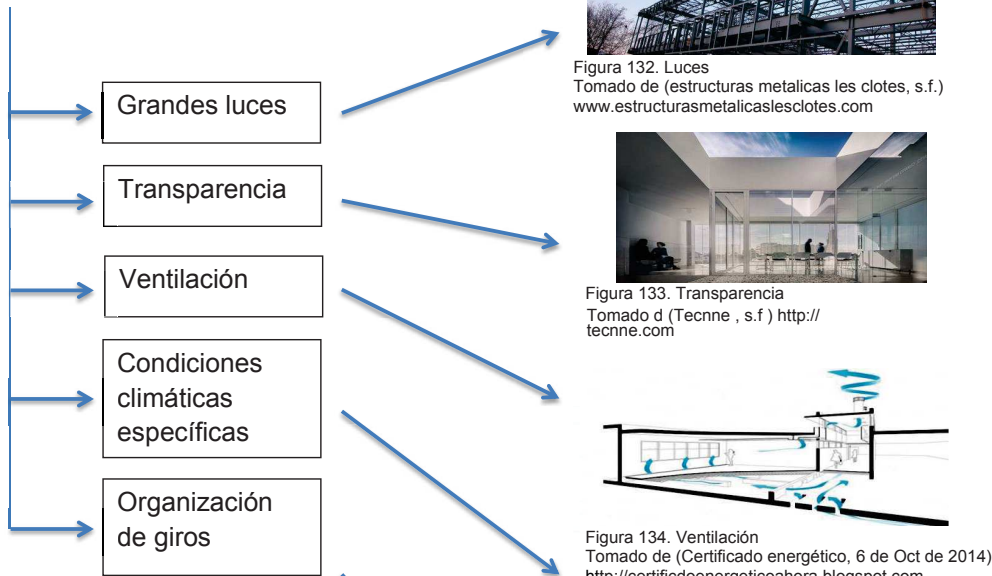 Grandes luces
Transparencia
Ventilación
Condiciones
climáticas
específicas
Organización
de giros
Figura 132. Luces
Tomado de (estructuras metalicas les clotes, s.f.)
www.estructurasmetalicaslesclotes.com
Figura 133. Transparencia
Tomado d (Tecnne , s.f ) http://
tecnne.com
Figura 134. Ventilación
Tomado de (Certificado energético, 6 de Oct de 2014)